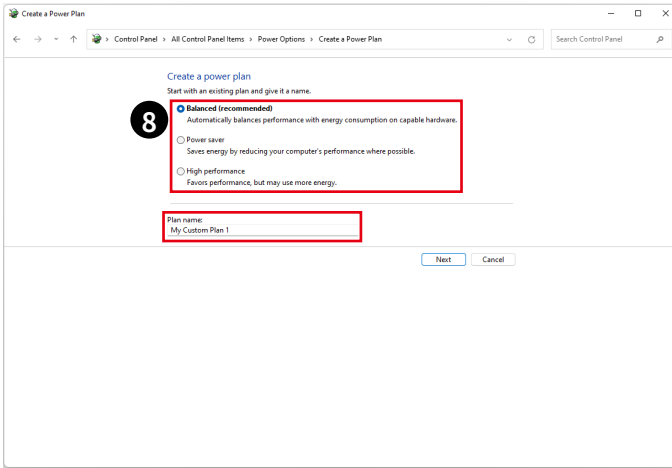 Create a Power Plan
Control Panel > All Control Panel Items > Power Options > Create a Power Plan
Search Control Panel
Create a power plan
Start with an existing plan and give it a name.
8
Balanced (recommended)
Automatically balances performance with energy consumption on capable hardware.
Power saver
Saves energy by reducing your computer's performance where possible.
High performance
Favors performance, but may use more energy.
Plan name:
My Custom Plan 1
Next Cancel